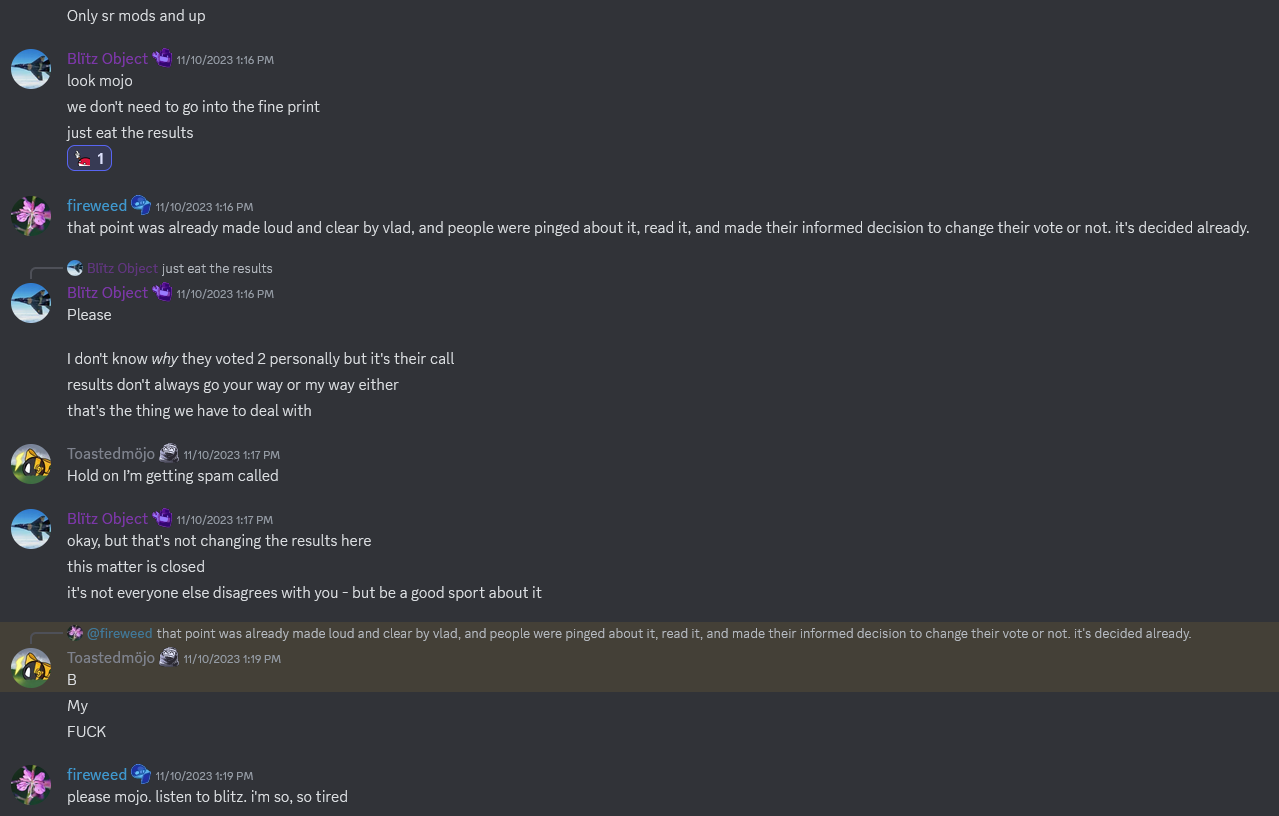 Only sr mods and up
Blītz Object 11/10/2023 1:16 PM
look mojo
we don't need to go into the fine print
just eat the results
1
fireweed 11/10/2023 1:16 PM
that point was already made loud and clear by vlad, and people were pinged about it, read it, and made their informed decision to change their vote or not. it's decided already.
Blītz Object just eat the results
Blītz Object 11/10/2023 1:16 PM
Please
I don't know why they voted 2 personally but it's their call
results don't always go your way or my way either
that's the thing we have to deal with
Toastedmöjo 11/10/2023 1:17 PM
Hold on I’m getting spam called
Blītz Object 11/10/2023 1:17 PM
okay, but that's not changing the results here
this matter is closed
it's not everyone else disagrees with you - but be a good sport about it
@fireweed that point was already made loud and clear by vlad, and people were pinged about it, read it, and made their informed decision to change their vote or not. it's decided already.
Toastedmöjo 11/10/2023 1:19 PM
B
My
FUCK
fireweed 11/10/2023 1:19 PM
please mojo. listen to blitz. i'm so, so tired